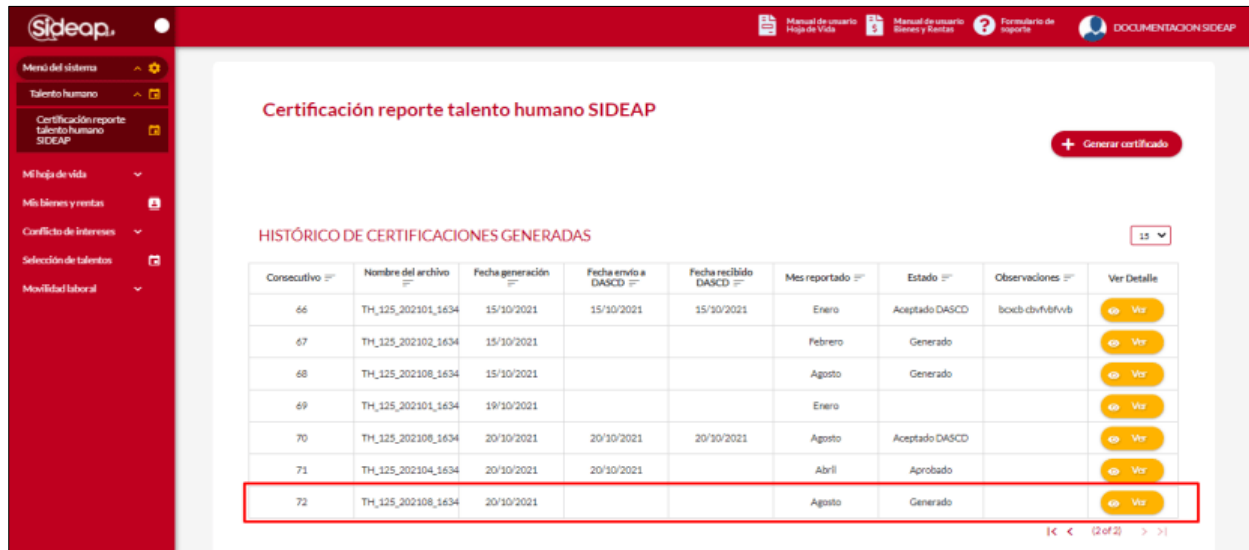 Sideap.
Manual de usuario
Hoja de Vida
Manual de usuario
Bienes y Rentas
Formulario de
soporte
DOCUMENTACION SIDEAP
Menú del sistema
Talento humano
Certificación reporte
talento humano
SIDEAP
Mi hoja de vida
Mis bienes y rentas
Conflicto de intereses
Selección de talentos
Movilidad laboral
Certificación reporte talento humano SIDEAP
+ Generar certificado
HISTÓRICO DE CERTIFICACIONES GENERADAS
15
Consecutivo Nombre del archivo Fecha generación Fecha envío a DASCD Fecha recibido DASCD Mes reportado Estado Observaciones Ver Detalle
66 TH_125_202101_1634 15/10/2021 15/10/2021 15/10/2021 Enero Aceptado DASCD Ver
67 TH_125_202102_1634 15/10/2021 Febrero Generado Ver
68 TH_125_202108_1634 15/10/2021 Agosto Generado Ver
69 TH_125_202101_1634 19/10/2021 Enero Ver
70 TH_125_202108_1634 20/10/2021 20/10/2021 20/10/2021 Agosto Aceptado DASCD Ver
71 TH_125_202104_1634 20/10/2021 20/10/2021 Abril Aprobado Ver
72 TH_125_202108_1634 20/10/2021 Agosto Generado Ver
(2 of 2)